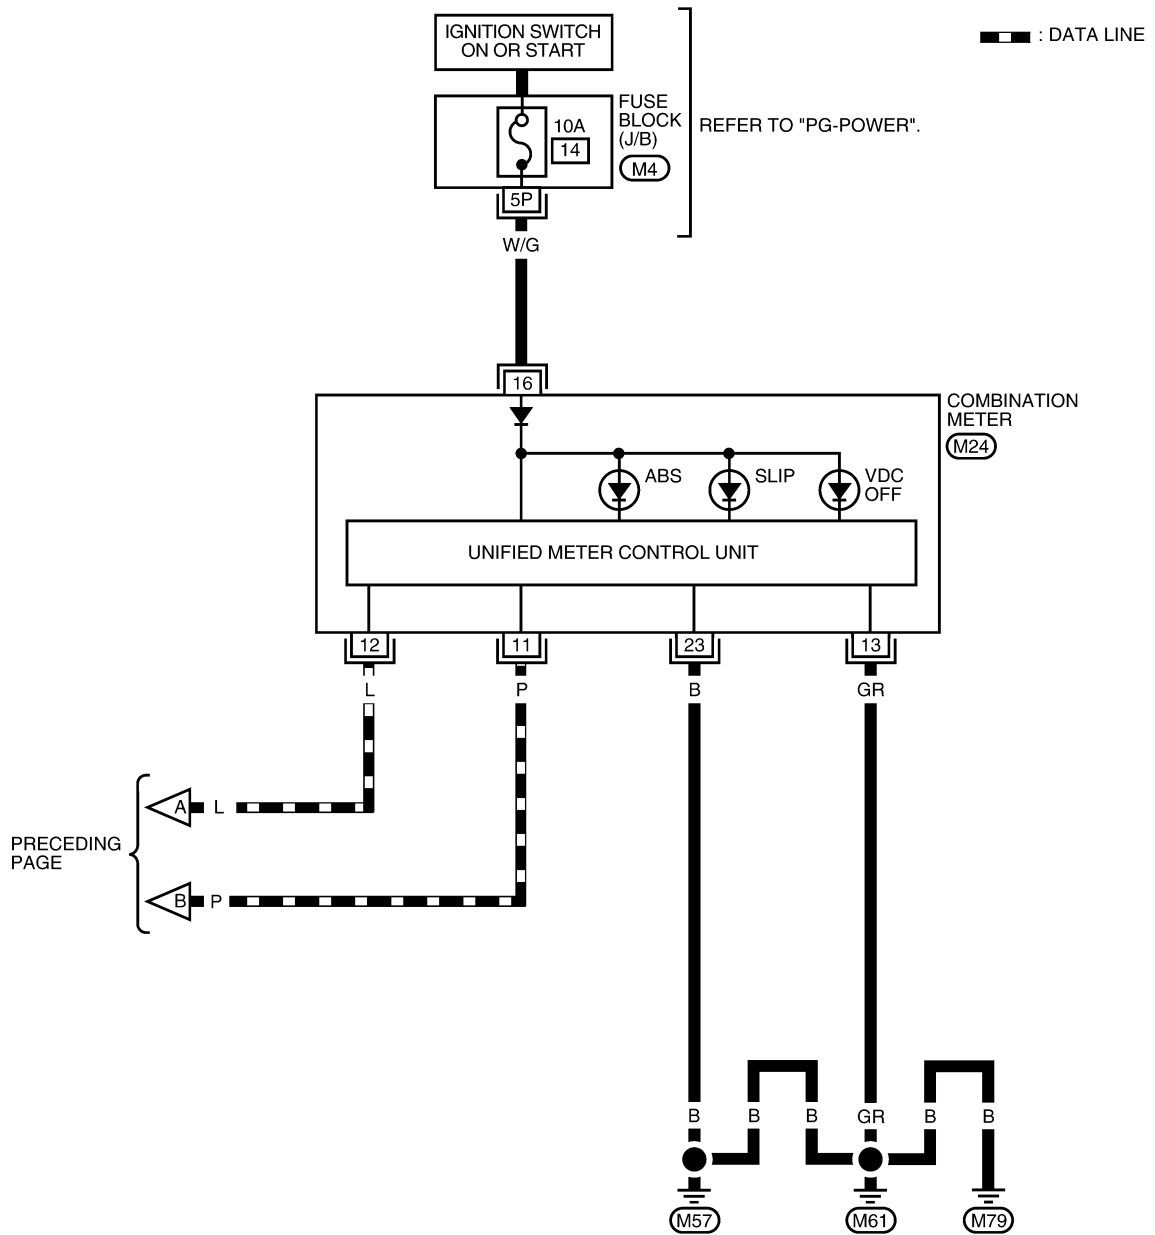 IGNITION SWITCH
ON OR START
: DATA LINE
FUSE
BLOCK
(J/B)
M4
10A
14
REFER TO "PG-POWER".
5P
W/G
16
COMBINATION
METER
M24
ABS
SLIP
VDC
OFF
UNIFIED METER CONTROL UNIT
12
11
23
13
L
P
B
GR
A
L
PRECEDING
PAGE
B
P
B
B
B
GR
B
B
M57
M61
M79